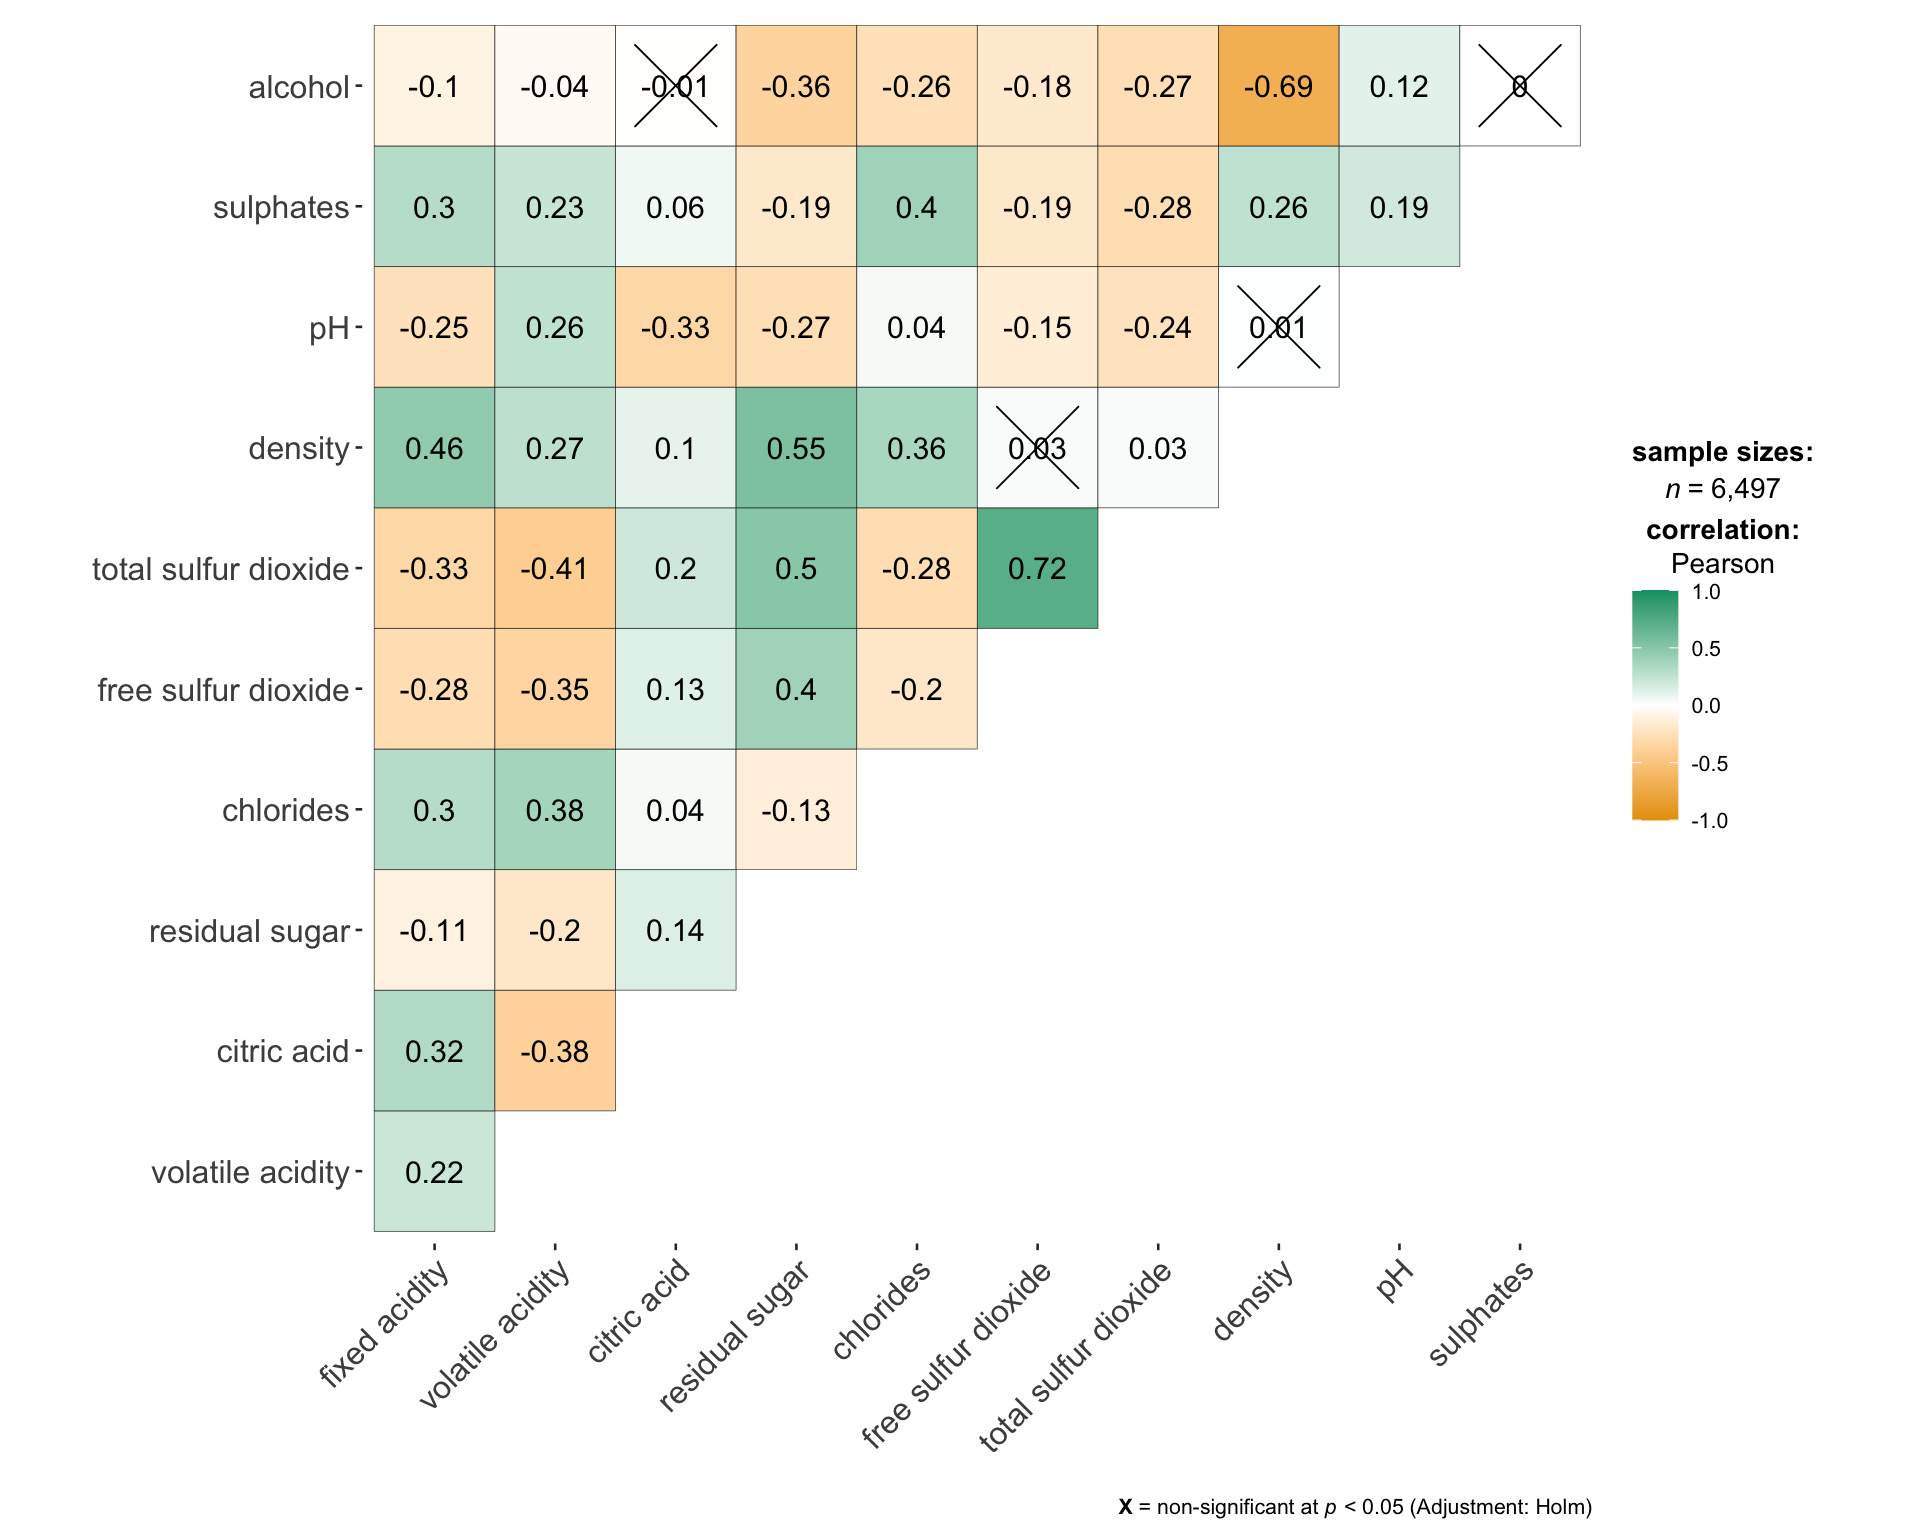 alcohol -0.1 -0.04 -0.01 -0.36 -0.26 -0.18 -0.27 -0.69 0.12 0
sulphates 0.3 0.23 0.06 -0.19 0.4 -0.19 -0.28 0.26 0.19
pH -0.25 0.26 -0.33 -0.27 0.04 -0.15 -0.24 0.01
density 0.46 0.27 0.1 0.55 0.36 0.03 0.03
total sulfur dioxide -0.33 -0.41 0.2 0.5 -0.28 0.72
free sulfur dioxide -0.28 -0.35 0.13 0.4 -0.2
chlorides 0.3 0.38 0.04 -0.13
residual sugar -0.11 -0.2 0.14
citric acid 0.32 -0.38
volatile acidity 0.22
fixed acidity
volatile acidity
citric acid
residual sugar
chlorides
free sulfur dioxide
total sulfur dioxide
density
pH
sulphates
sample sizes:
n = 6,497
correlation:
Pearson
1.0
0.5
0.0
-0.5
-1.0
X = non-significant at p < 0.05 (Adjustment: Holm)